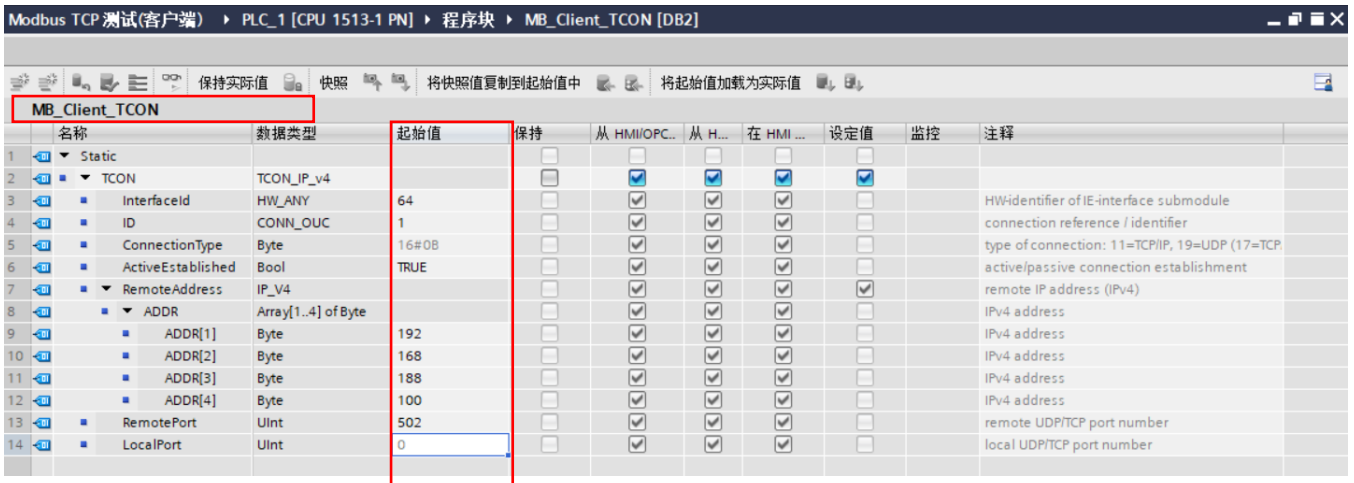 Modbus TCP 测试(客户端) ▸ PLC_1 [CPU 1513-1 PN] ▸ 程序块 ▸ MB_Client_TCON [DB2]
保持实际值 快照 将快照值复制到起始值中 将起始值加载为实际值
MB_Client_TCON
名称 数据类型 起始值 保持 从 HMI/OPC... 从 H... 在 HMI ... 设定值 监控 注释
1 Static
2 TCON TCON_IP_v4
3 InterfaceId HW_ANY 64 HW-identifier of IE-interface submodule
4 ID CONN_OUC 1 connection reference / identifier
5 ConnectionType Byte 16#0B type of connection: 11=TCP/IP, 19=UDP (17=TCP
6 ActiveEstablished Bool TRUE active/passive connection establishment
7 RemoteAddress IP_V4 remote IP address (IPv4)
8 ADDR Array[1..4] of Byte IPv4 address
9 ADDR[1] Byte 192 IPv4 address
10 ADDR[2] Byte 168 IPv4 address
11 ADDR[3] Byte 188 IPv4 address
12 ADDR[4] Byte 100 IPv4 address
13 RemotePort UInt 502 remote UDP/TCP port number
14 LocalPort UInt 0 local UDP/TCP port number